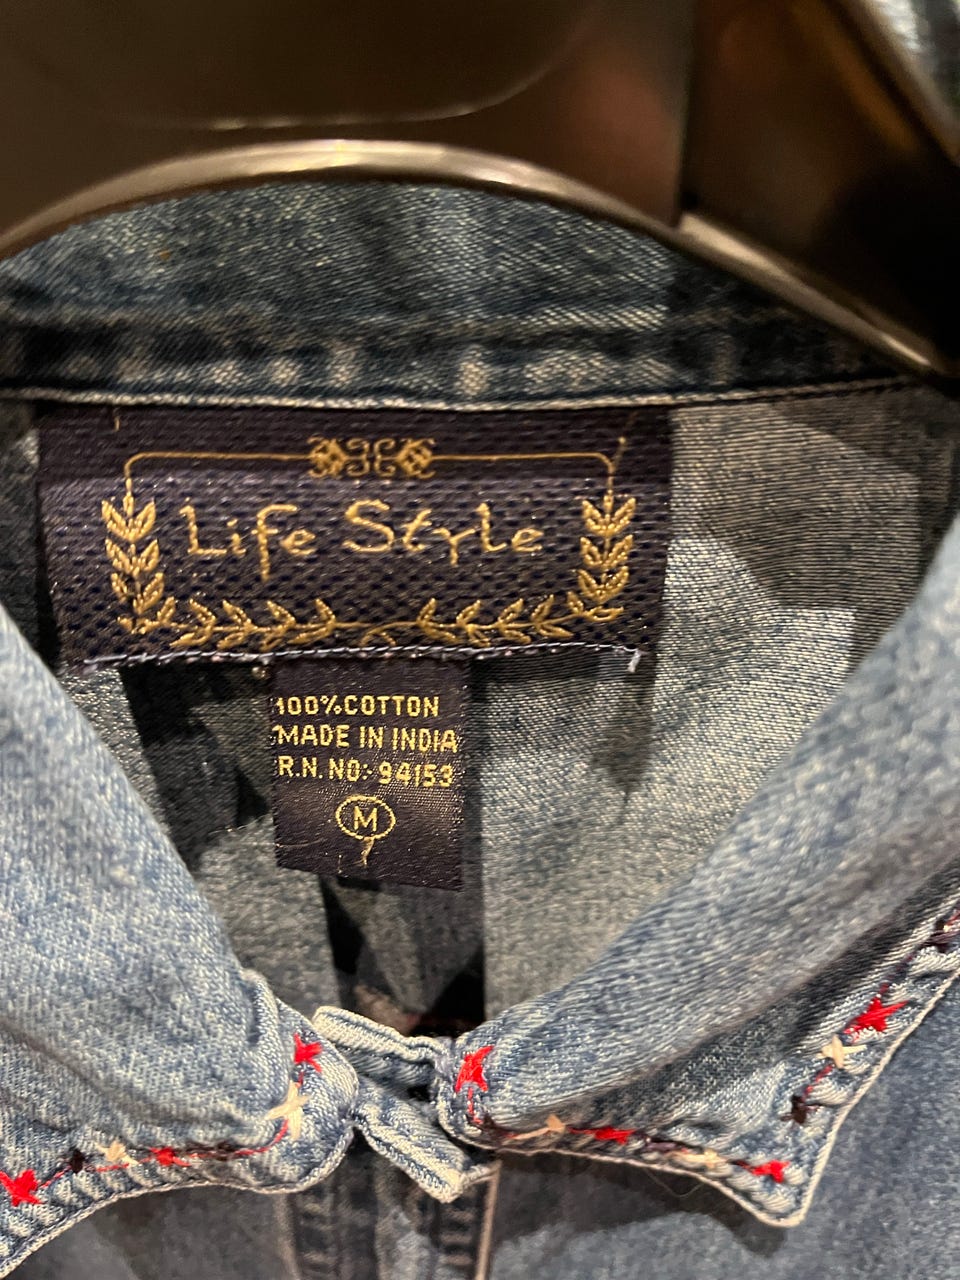 Life Style
100% COTTON
MADE IN INDIA
R.N. NO:- 94153
M